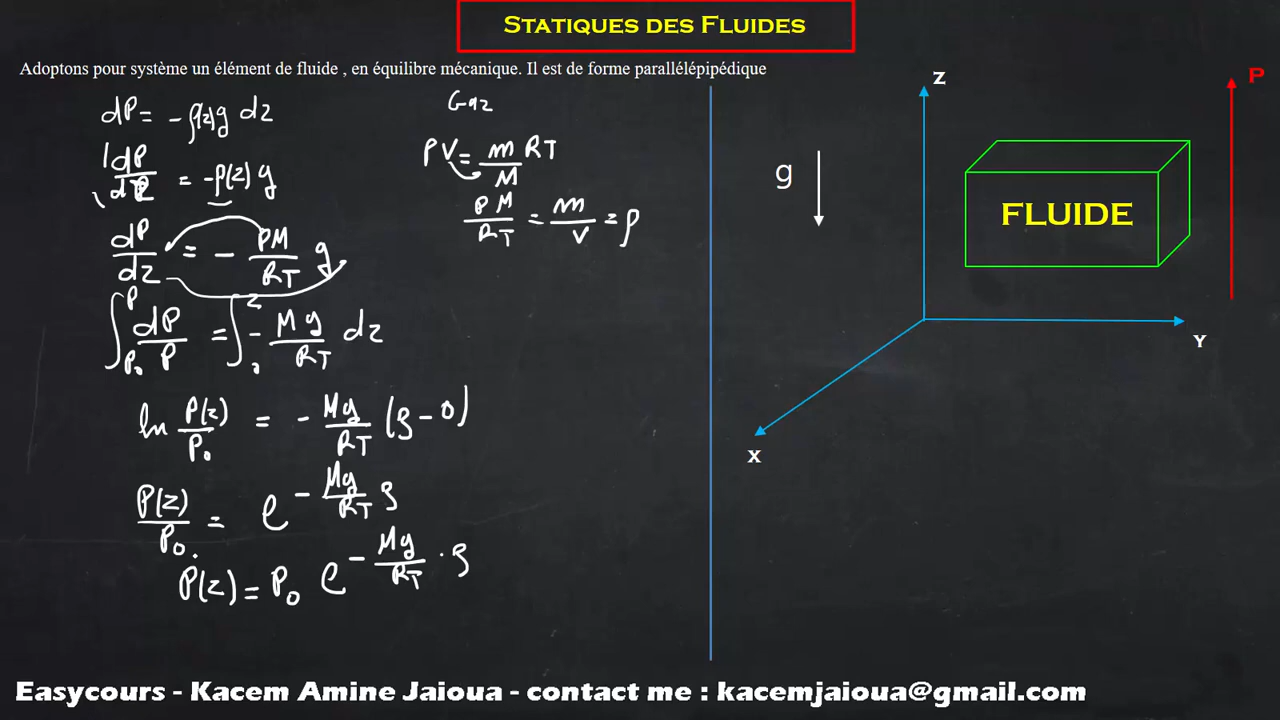 Statiques des Fluides
Adoptons pour système un élément de fluide , en équilibre mécanique. Il est de forme parallélépipédique
dP = - ρ(z)g dz
dP/dz = -ρ(z) g
dP/dz = - PM/RT g
∫_{P₀}^{P} dP/P = ∫_{0}^{z} - Mg/RT dz
ln P(z)/P₀ = - Mg/RT (z - 0)
P(z)/P₀ = e^{- Mg/RT z}
P(z) = P₀ e^{- Mg/RT · z}
Gaz
PV = m/M RT
PM/RT = m/V = ρ
Z
P
g
FLUIDE
Y
X
Easycours - Kacem Amine Jaioua - contact me : kacemjaioua@gmail.com